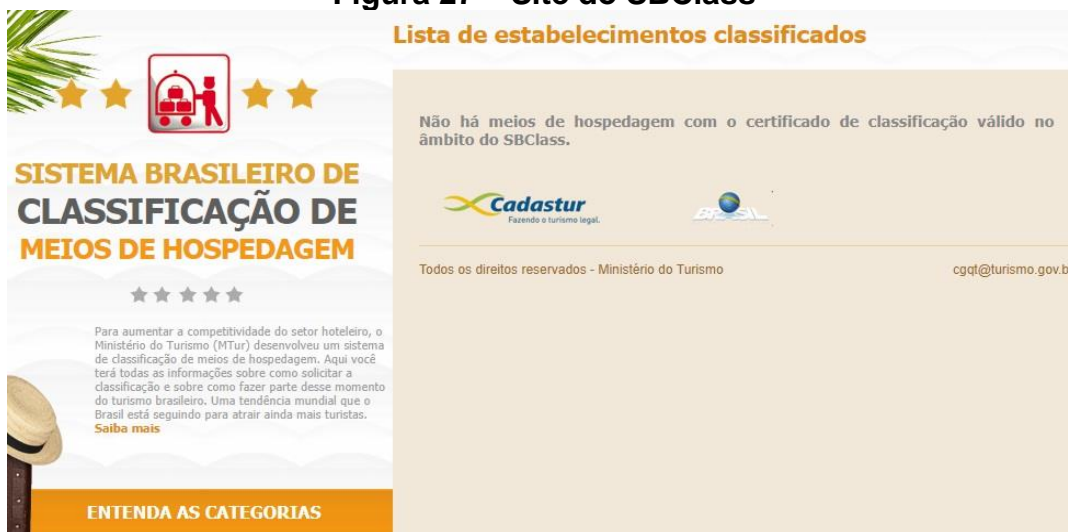 Figura 27 – Site do SBClass
Lista de estabelecimentos classificados
Não há meios de hospedagem com o certificado de classificação válido no
âmbito do SBClass.
Cadastur
Fazendo o turismo legal.
BRASIL
Todos os direitos reservados - Ministério do Turismo
cgqt@turismo.gov.b
SISTEMA BRASILEIRO DE
CLASSIFICAÇÃO DE
MEIOS DE HOSPEDAGEM
Para aumentar a competitividade do setor hoteleiro, o
Ministério do Turismo (MTur) desenvolveu um sistema
de classificação de meios de hospedagem. Aqui você
terá todas as informações sobre como solicitar a
classificação e sobre como fazer parte desse momento
do turismo brasileiro. Uma tendência mundial que o
Brasil está seguindo para atrair ainda mais turistas.
Saiba mais
ENTENDA AS CATEGORIAS